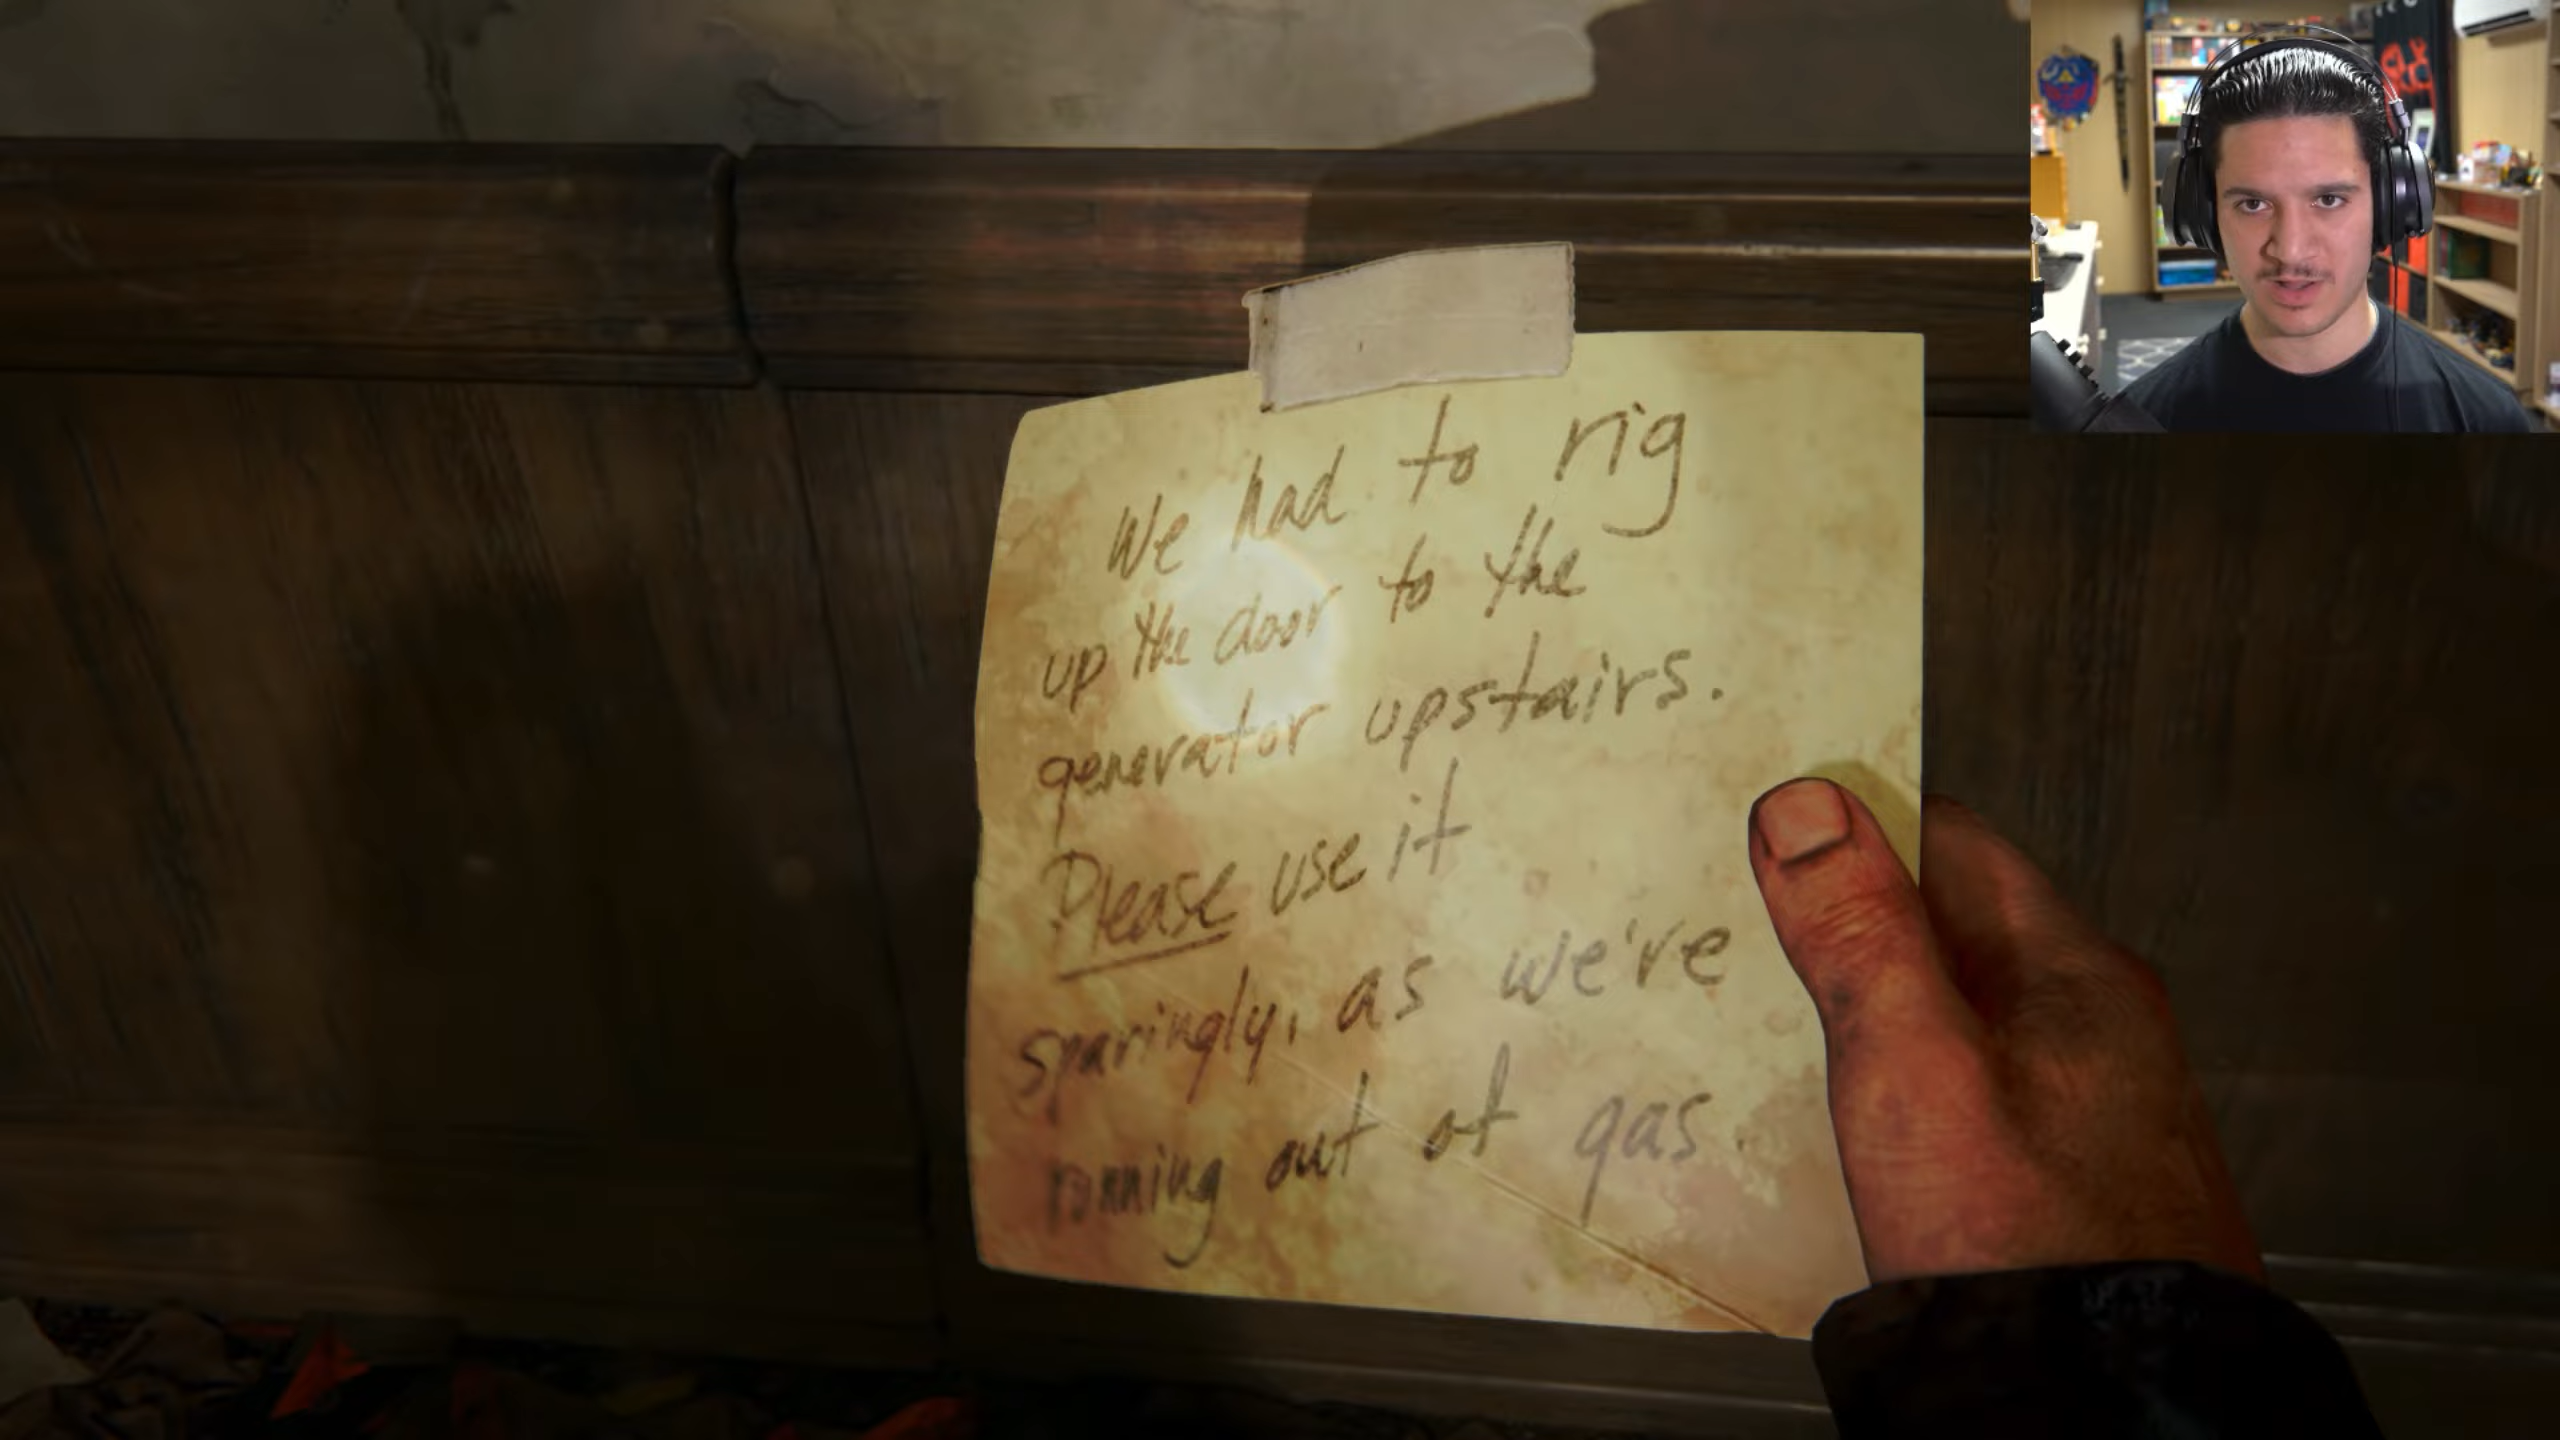 We had to rig
up the door to the
generator upstairs.
Please use it
sparingly, as we're
running out of gas.